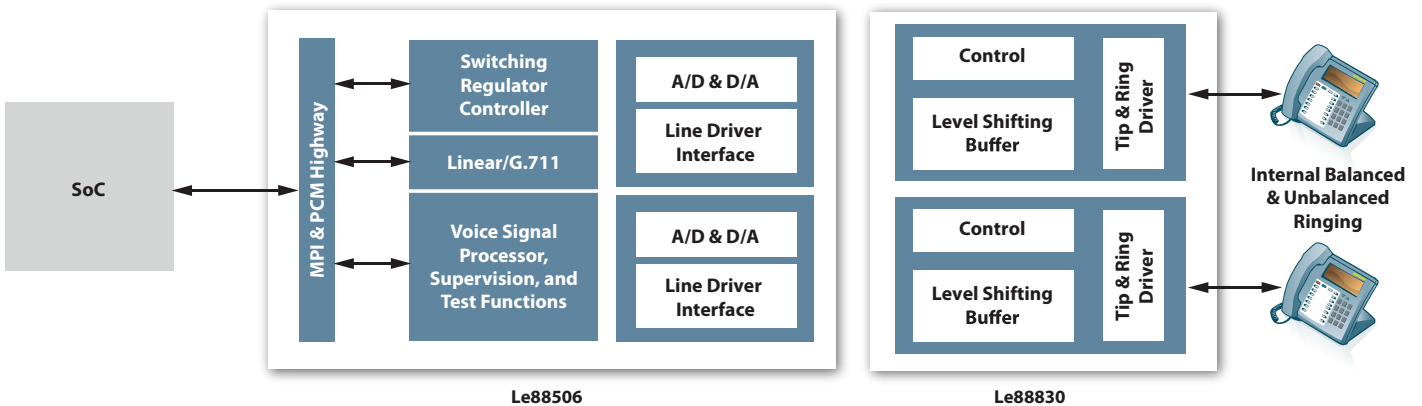 SoC
MPI & PCM Highway
Switching
Regulator
Controller
Linear/G.711
Voice Signal
Processor,
Supervision, and
Test Functions
A/D & D/A
Line Driver
Interface
A/D & D/A
Line Driver
Interface
Le88506
Control
Level Shifting
Buffer
Tip & Ring
Driver
Control
Level Shifting
Buffer
Tip & Ring
Driver
Le88830
Internal Balanced
& Unbalanced
Ringing